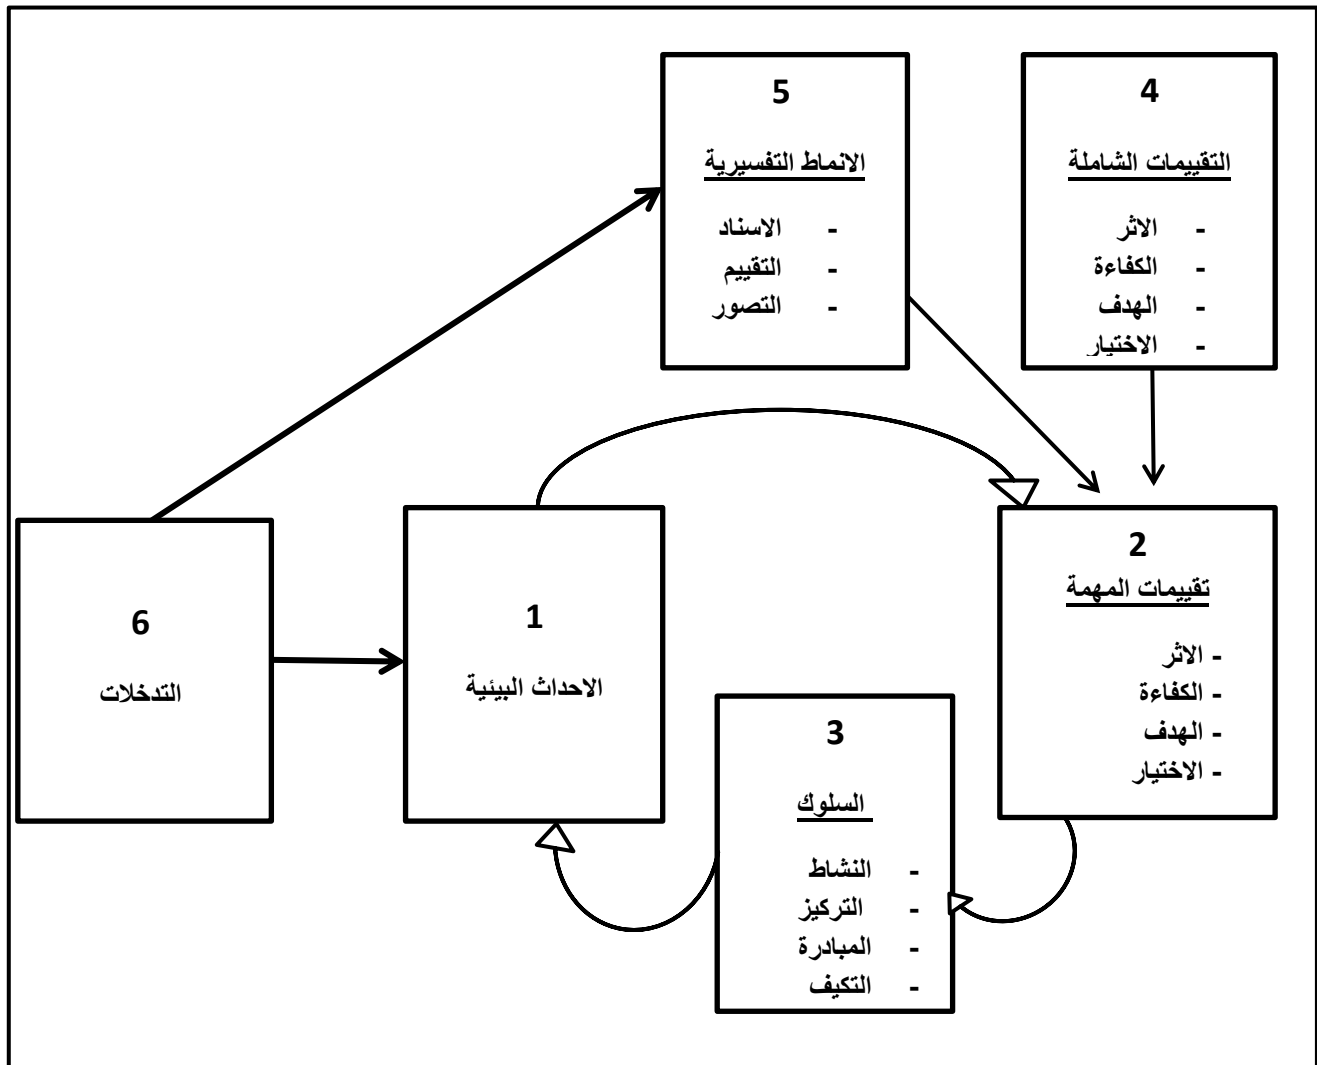 5
الانماط التفسيرية
- الاسناد
- التقييم
- التصور
4
التقييمات الشاملة
- الاثر
- الكفاءة
- الهدف
- الاختيار
6
التدخلات
1
الاحداث البيئية
2
تقييمات المهمة
- الاثر
- الكفاءة
- الهدف
- الاختيار
3
السلوك
- النشاط
- التركيز
- المبادرة
- التكيف